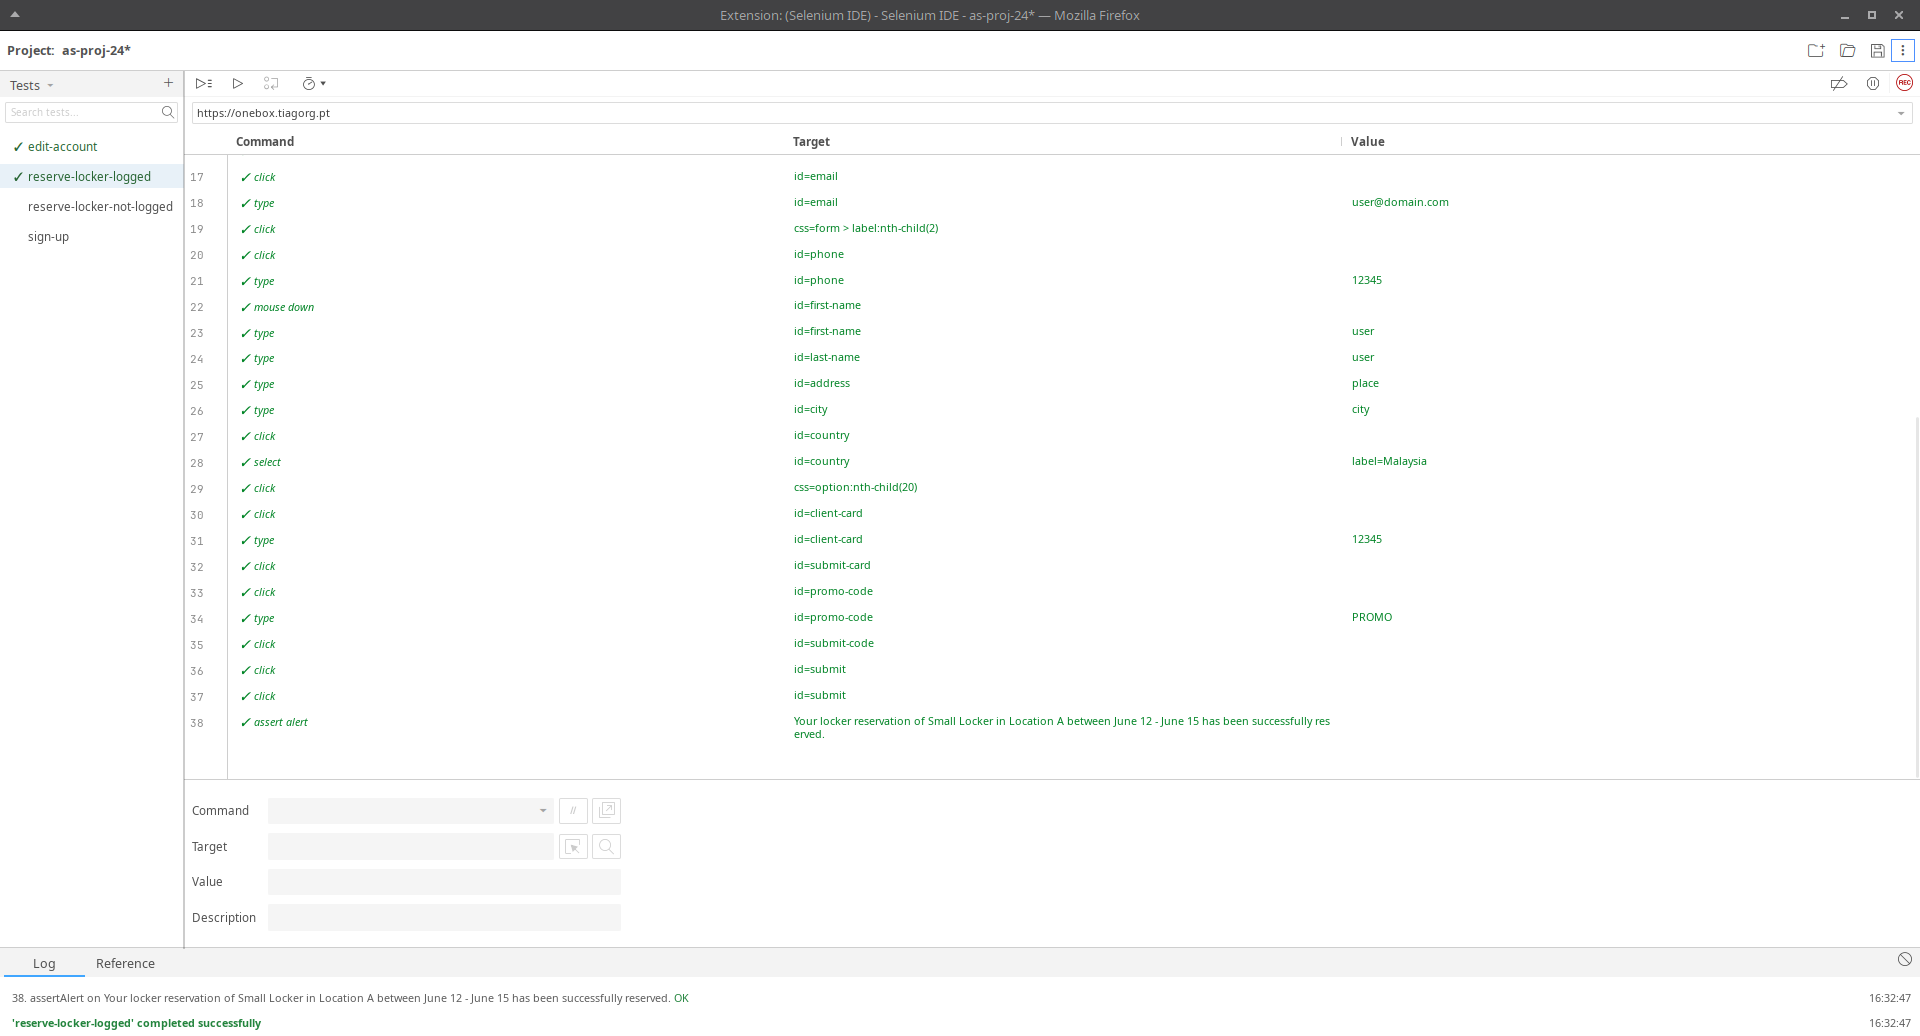 Extension: (Selenium IDE) - Selenium IDE - as-proj-24* — Mozilla Firefox
Project: as-proj-24*
Tests
+
Search tests...
✓ edit-account
✓ reserve-locker-logged
reserve-locker-not-logged
sign-up
REC
https://onebox.tiagorg.pt
Command Target Value
17 ✓ click id=email
18 ✓ type id=email user@domain.com
19 ✓ click css=form > label:nth-child(2)
20 ✓ click id=phone
21 ✓ type id=phone 12345
22 ✓ mouse down id=first-name
23 ✓ type id=first-name user
24 ✓ type id=last-name user
25 ✓ type id=address place
26 ✓ type id=city city
27 ✓ click id=country
28 ✓ select id=country label=Malaysia
29 ✓ click css=option:nth-child(20)
30 ✓ click id=client-card
31 ✓ type id=client-card 12345
32 ✓ click id=submit-card
33 ✓ click id=promo-code
34 ✓ type id=promo-code PROMO
35 ✓ click id=submit-code
36 ✓ click id=submit
37 ✓ click id=submit
38 ✓ assert alert Your locker reservation of Small Locker in Location A between June 12 - June 15 has been successfully res
erved.
Command //
Target
Value
Description
Log Reference
38. assertAlert on Your locker reservation of Small Locker in Location A between June 12 - June 15 has been successfully reserved. OK 16:32:47
'reserve-locker-logged' completed successfully 16:32:47